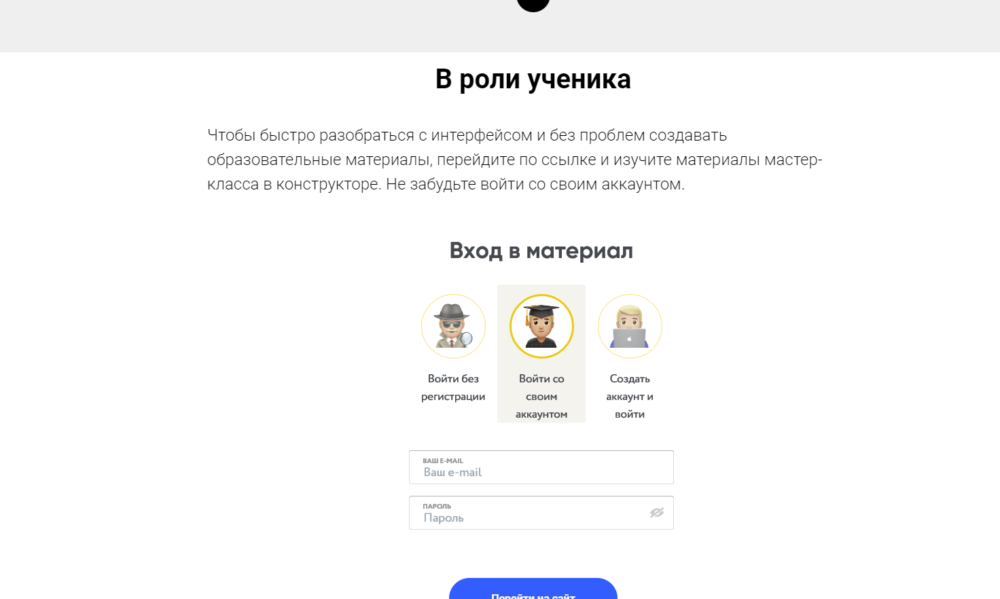 В роли ученика
Чтобы быстро разобраться с интерфейсом и без проблем создавать
образовательные материалы, перейдите по ссылке и изучите материалы мастер-
класса в конструкторе. Не забудьте войти со своим аккаунтом.
Вход в материал
Войти без
регистрации
Войти со
своим
аккаунтом
Создать
аккаунт и
войти
ВАШ E-MAIL
Ваш e-mail
ПАРОЛЬ
Пароль
Перейти на сайт